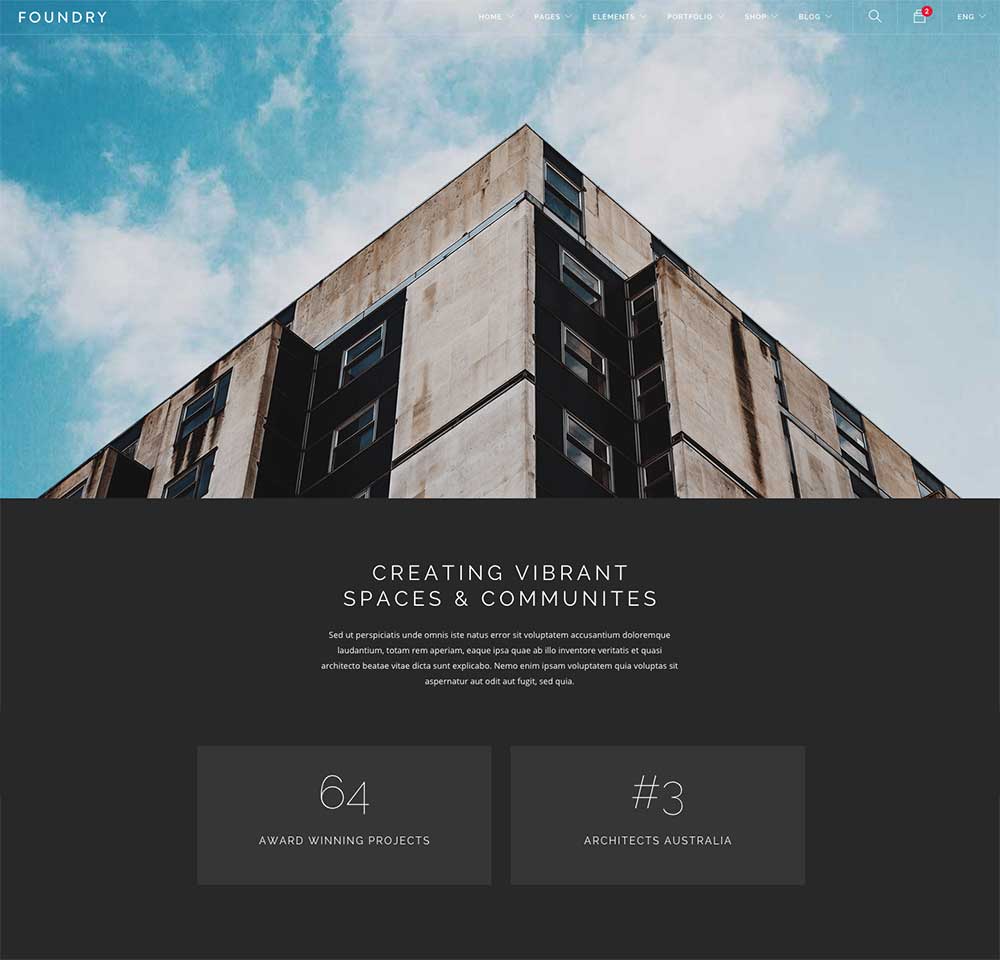 FOUNDRY
HOME PAGES ELEMENTS PORTFOLIO SHOP BLOG 2 ENG
CREATING VIBRANT
SPACES & COMMUNITES
Sed ut perspiciatis unde omnis iste natus error sit voluptatem accusantium doloremque
laudantium, totam rem aperiam, eaque ipsa quae ab illo inventore veritatis et quasi
architecto beatae vitae dicta sunt explicabo. Nemo enim ipsam voluptatem quia voluptas sit
aspernatur aut odit aut fugit, sed quia.
64
AWARD WINNING PROJECTS
#3
ARCHITECTS AUSTRALIA